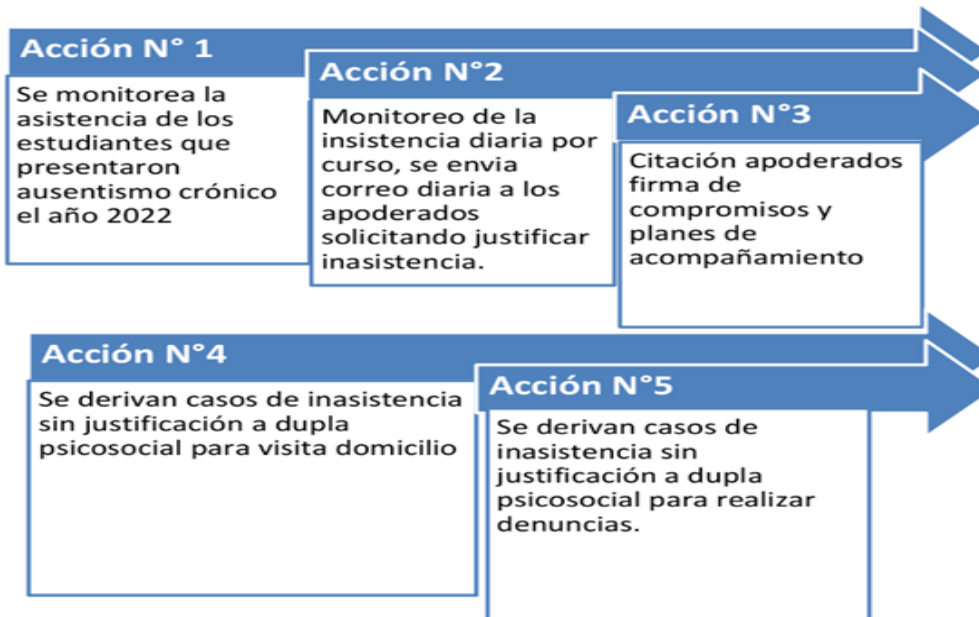 Acción N° 1
Se monitorea la
asistencia de los
estudiantes que
presentaron
ausentismo crónico
el año 2022
Acción N°2
Monitoreo de la
insistencia diaria por
curso, se envia
correo diaria a los
apoderados
solicitando justificar
inasistencia.
Acción N°3
Citación apoderados
firma de
compromisos y
planes de
acompañamiento
Acción N°4
Se derivan casos de inasistencia
sin justificación a dupla
psicosocial para visita domicilio
Acción N°5
Se derivan casos de
inasistencia sin
justificación a dupla
psicosocial para realizar
denuncias.